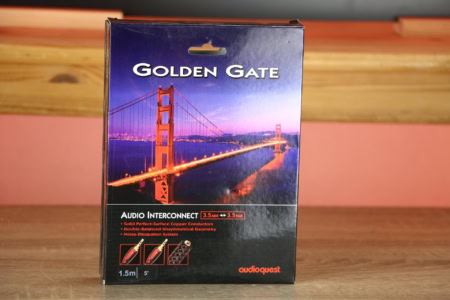 GOLDEN GATE
AUDIO INTERCONNECT 3.5mm ↔ 3.5mm
• Solid Perfect-Surface Copper Conductors
• Double-Balanced Asymmetrical Geometry
• Noise-Dissipation System
1.5m 5'
audioquest